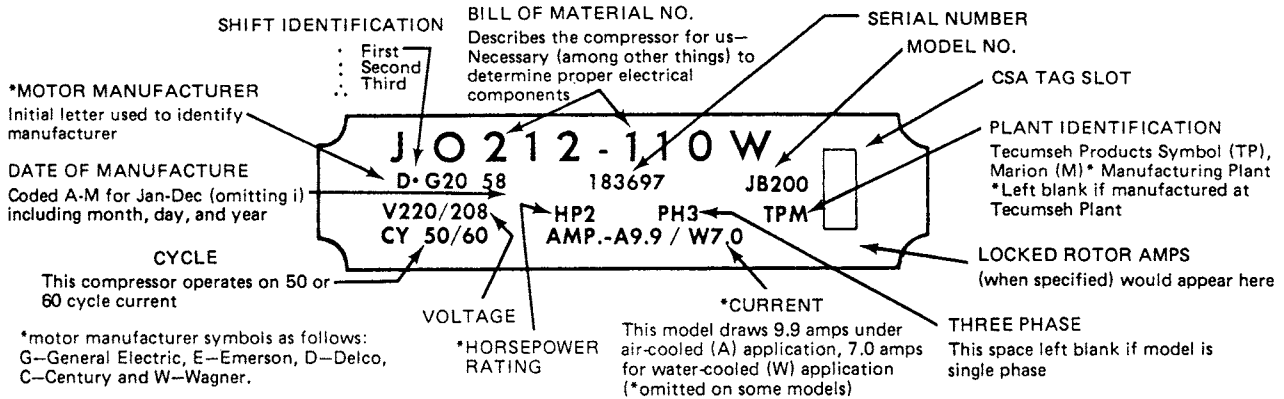 SHIFT IDENTIFICATION
· First
: Second
∴ Third
BILL OF MATERIAL NO.
Describes the compressor for us—
Necessary (among other things) to
determine proper electrical
components
SERIAL NUMBER
MODEL NO.
CSA TAG SLOT
*MOTOR MANUFACTURER
Initial letter used to identify
manufacturer
DATE OF MANUFACTURE
Coded A-M for Jan-Dec (omitting i)
including month, day, and year
CYCLE
This compressor operates on 50 or
60 cycle current
*motor manufacturer symbols as follows:
G—General Electric, E—Emerson, D—Delco,
C—Century and W—Wagner.
JO212-110W
D· G20 58 183697 JB200
V220/208 HP2 PH3 TPM
CY 50/60 AMP.-A9.9 / W7.0
PLANT IDENTIFICATION
Tecumseh Products Symbol (TP),
Marion (M)* Manufacturing Plant
*Left blank if manufactured at
Tecumseh Plant
LOCKED ROTOR AMPS
(when specified) would appear here
VOLTAGE
*HORSEPOWER
RATING
*CURRENT
This model draws 9.9 amps under
air-cooled (A) application, 7.0 amps
for water-cooled (W) application
(*omitted on some models)
THREE PHASE
This space left blank if model is
single phase